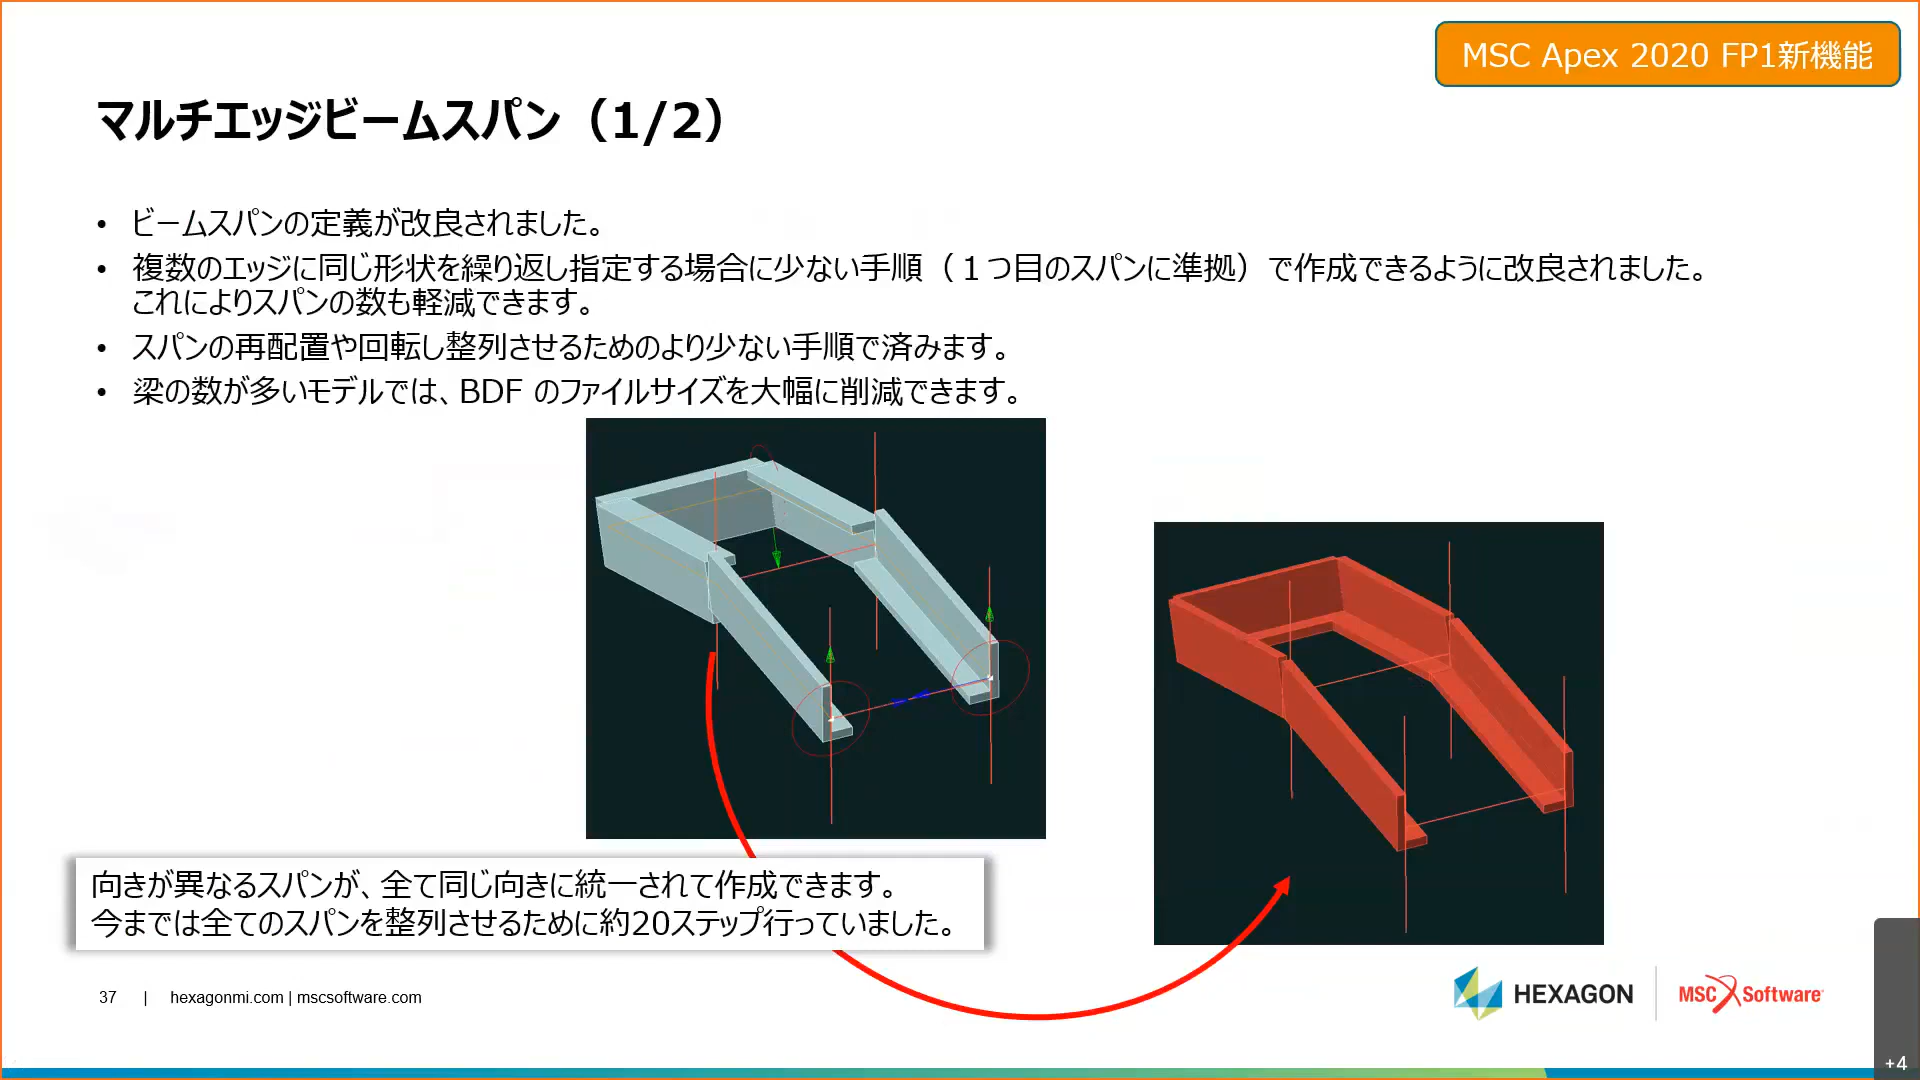 MSC Apex 2020 FP1新機能
マルチエッジビームスパン（1/2）
• ビームスパンの定義が改良されました。
• 複数のエッジに同じ形状を繰り返し指定する場合に少ない手順（１つ目のスパンに準拠）で作成できるように改良されました。
これによりスパンの数も軽減できます。
• スパンの再配置や回転し整列させるためのより少ない手順で済みます。
• 梁の数が多いモデルでは、BDF のファイルサイズを大幅に削減できます。
向きが異なるスパンが、全て同じ向きに統一されて作成できます。
今までは全てのスパンを整列させるために約20ステップ行っていました。
37 | hexagonmi.com | mscsoftware.com
HEXAGON
MSC Software
+4